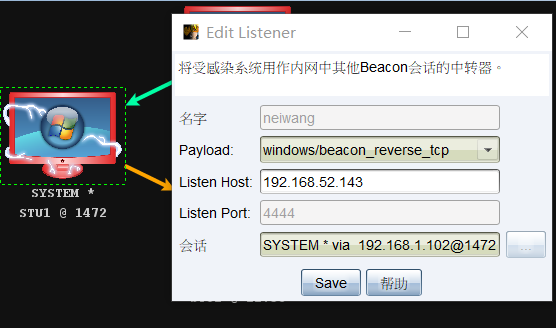 Edit Listener
将受感染系统用作内网中其他Beacon会话的中转器。
名字
neiwang
Payload:
windows/beacon_reverse_tcp
Listen Host:
192.168.52.143
Listen Port:
4444
会话
SYSTEM * via 192.168.1.102@1472
...
Save
帮助
SYSTEM *
STU1 @ 1472